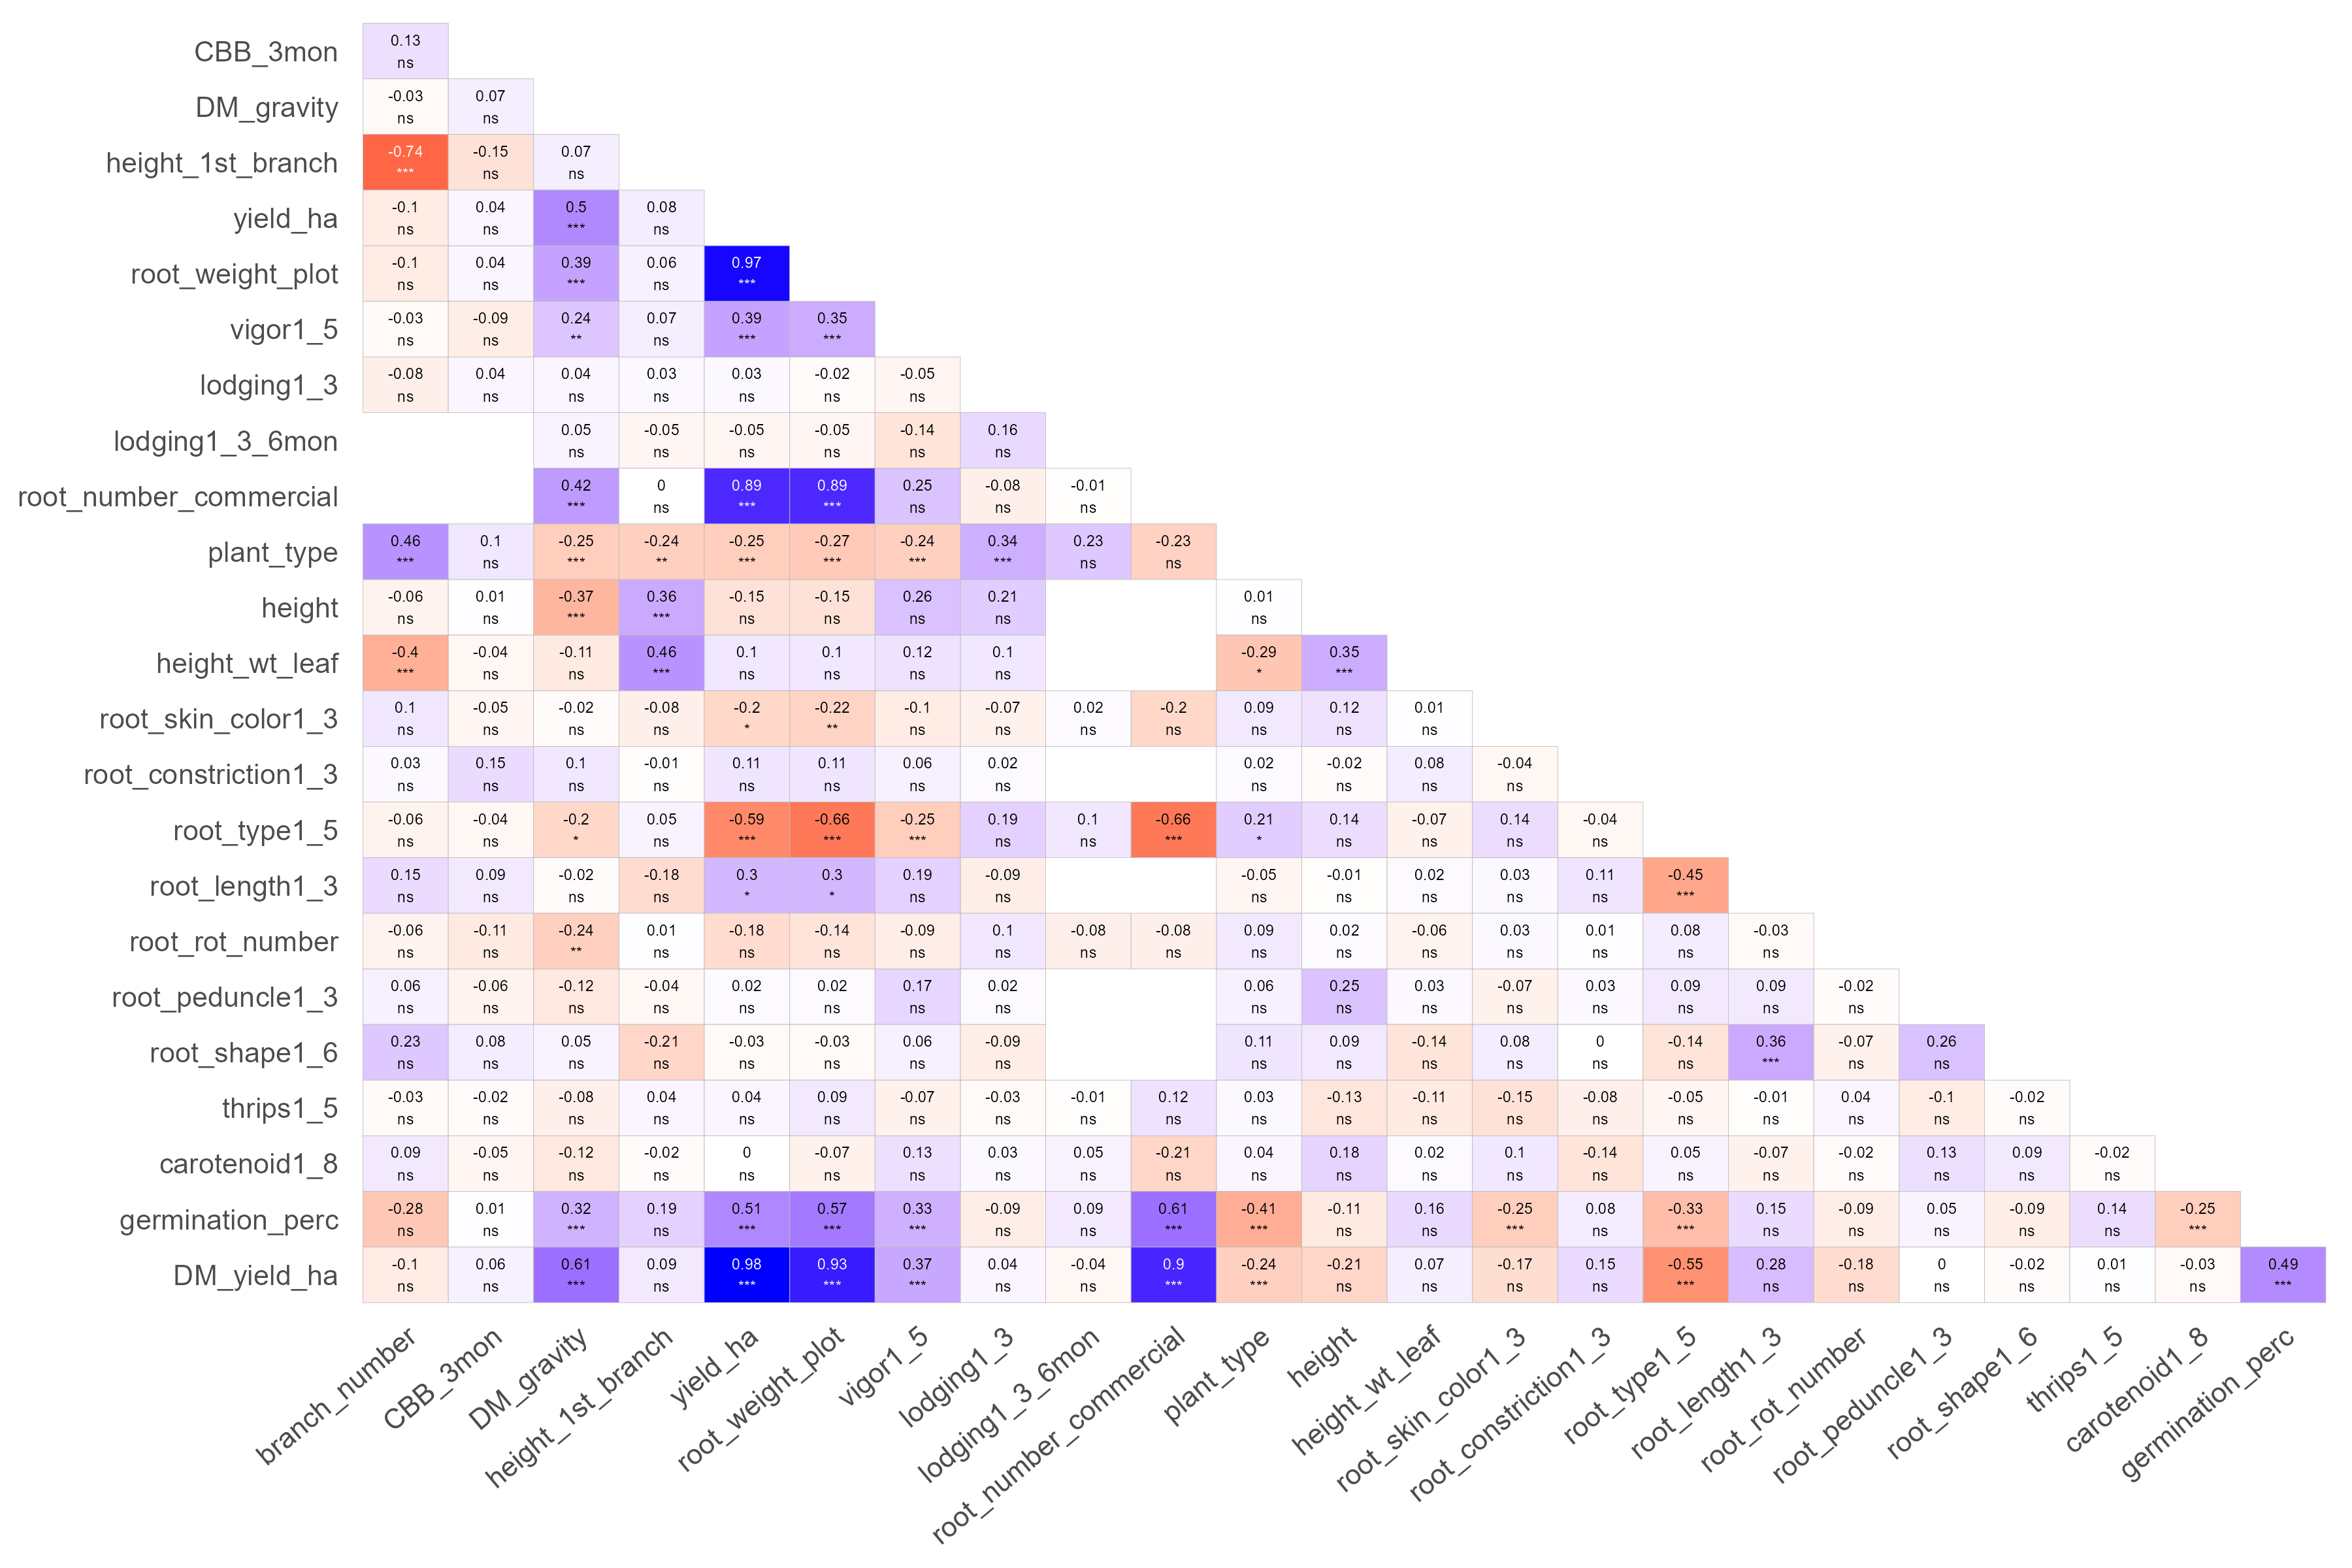 CBB_3mon 0.13
ns
DM_gravity -0.03 0.07
ns ns
height_1st_branch -0.74 -0.15 0.07
*** ns ns
yield_ha -0.1 0.04 0.5 0.08
ns ns *** ns
root_weight_plot -0.1 0.04 0.39 0.06 0.97
ns ns *** ns ***
vigor1_5 -0.03 -0.09 0.24 0.07 0.39 0.35
ns ns ** ns *** ***
lodging1_3 -0.08 0.04 0.04 0.03 0.03 -0.02 -0.05
ns ns ns ns ns ns ns
lodging1_3_6mon 0.05 -0.05 -0.05 -0.05 -0.14 0.16
ns ns ns ns ns ns
root_number_commercial 0.42 0 0.89 0.89 0.25 -0.08 -0.01
*** ns *** *** ns ns ns
plant_type 0.46 0.1 -0.25 -0.24 -0.25 -0.27 -0.24 0.34 0.23 -0.23
*** ns *** ** *** *** *** *** ns ns
height -0.06 0.01 -0.37 0.36 -0.15 -0.15 0.26 0.21 0.01
ns ns *** *** ns ns ns ns ns
height_wt_leaf -0.4 -0.04 -0.11 0.46 0.1 0.1 0.12 0.1 -0.29 0.35
*** ns ns *** ns ns ns ns * ***
root_skin_color1_3 0.1 -0.05 -0.02 -0.08 -0.2 -0.22 -0.1 -0.07 0.02 -0.2 0.09 0.12 0.01
ns ns ns ns * ** ns ns ns ns ns ns ns
root_constriction1_3 0.03 0.15 0.1 -0.01 0.11 0.11 0.06 0.02 0.02 -0.02 0.08 -0.04
ns ns ns ns ns ns ns ns ns ns ns ns
root_type1_5 -0.06 -0.04 -0.2 0.05 -0.59 -0.66 -0.25 0.19 0.1 -0.66 0.21 0.14 -0.07 0.14 -0.04
ns ns * ns *** *** *** ns ns *** * ns ns ns ns
root_length1_3 0.15 0.09 -0.02 -0.18 0.3 0.3 0.19 -0.09 -0.05 -0.01 0.02 0.03 0.11 -0.45
ns ns ns ns * * ns ns ns ns ns ns ns ***
root_rot_number -0.06 -0.11 -0.24 0.01 -0.18 -0.14 -0.09 0.1 -0.08 -0.08 0.09 0.02 -0.06 0.03 0.01 0.08 -0.03
ns ns ** ns ns ns ns ns ns ns ns ns ns ns ns ns ns
root_peduncle1_3 0.06 -0.06 -0.12 -0.04 0.02 0.02 0.17 0.02 0.06 0.25 0.03 -0.07 0.03 0.09 0.09 -0.02
ns ns ns ns ns ns ns ns ns ns ns ns ns ns ns ns
root_shape1_6 0.23 0.08 0.05 -0.21 -0.03 -0.03 0.06 -0.09 0.11 0.09 -0.14 0.08 0 -0.14 0.36 -0.07 0.26
ns ns ns ns ns ns ns ns ns ns ns ns ns ns *** ns ns
thrips1_5 -0.03 -0.02 -0.08 0.04 0.04 0.09 -0.07 -0.03 -0.01 0.12 0.03 -0.13 -0.11 -0.15 -0.08 -0.05 -0.01 0.04 -0.1 -0.02
ns ns ns ns ns ns ns ns ns ns ns ns ns ns ns ns ns ns ns ns
carotenoid1_8 0.09 -0.05 -0.12 -0.02 0 -0.07 0.13 0.03 0.05 -0.21 0.04 0.18 0.02 0.1 -0.14 0.05 -0.07 -0.02 0.13 0.09 -0.02
ns ns ns ns ns ns ns ns ns ns ns ns ns ns ns ns ns ns ns ns ns
germination_perc -0.28 0.01 0.32 0.19 0.51 0.57 0.33 -0.09 0.09 0.61 -0.41 -0.11 0.16 -0.25 0.08 -0.33 0.15 -0.09 0.05 -0.09 0.14 -0.25
ns ns *** ns *** *** *** ns ns *** *** ns ns *** ns *** ns ns ns ns ns ***
DM_yield_ha -0.1 0.06 0.61 0.09 0.98 0.93 0.37 0.04 -0.04 0.9 -0.24 -0.21 0.07 -0.17 0.15 -0.55 0.28 -0.18 0 -0.02 0.01 -0.03 0.49
ns ns *** ns *** *** *** ns ns *** *** ns ns ns ns *** ns ns ns ns ns ns ***
branch_number
CBB_3mon
DM_gravity
height_1st_branch
yield_ha
root_weight_plot
vigor1_5
lodging1_3
lodging1_3_6mon
root_number_commercial
plant_type
height
height_wt_leaf
root_skin_color1_3
root_constriction1_3
root_type1_5
root_length1_3
root_rot_number
root_peduncle1_3
root_shape1_6
thrips1_5
carotenoid1_8
germination_perc